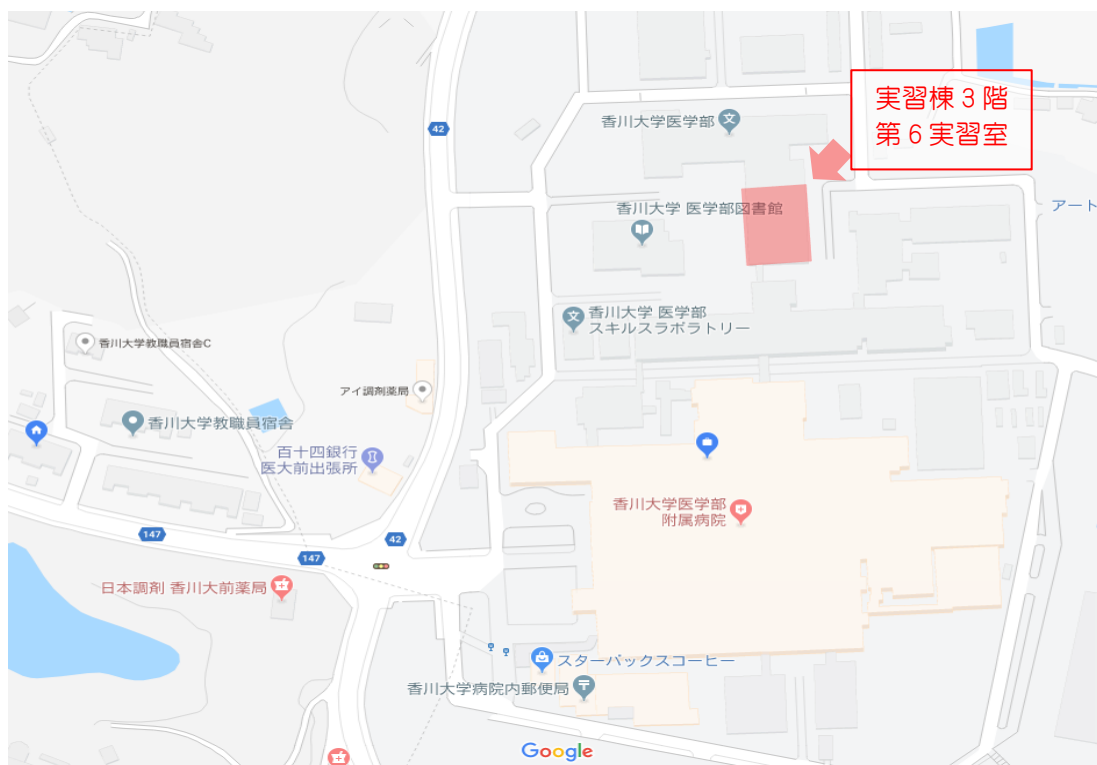 実習棟3階
第6実習室
42
香川大学医学部
香川大学 医学部図書館
アート
香川大学 医学部
スキルスラボラトリー
香川大学教職員宿舎C
アイ調剤薬局
香川大学教職員宿舎
百十四銀行
医大前出張所
香川大学医学部
附属病院
147
42
147
日本調剤 香川大前薬局
スターバックスコーヒー
香川大学病院内郵便局
Google